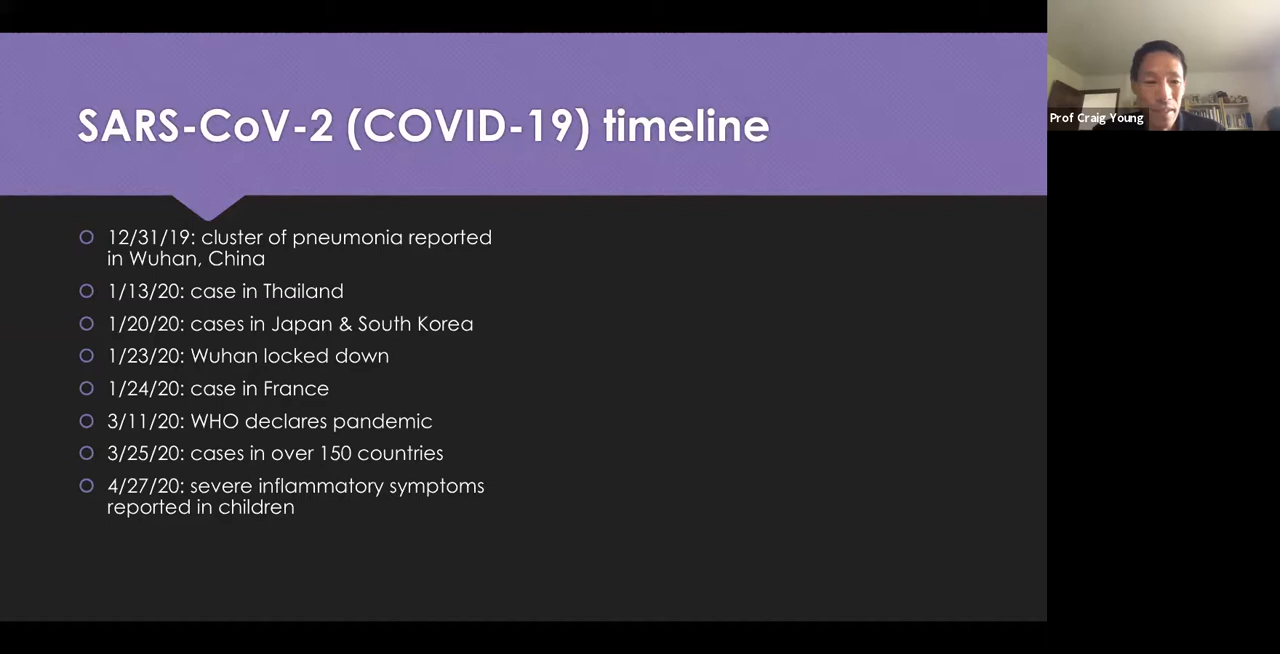 SARS-CoV-2 (COVID-19) timeline
Prof Craig Young
12/31/19: cluster of pneumonia reported
in Wuhan, China
1/13/20: case in Thailand
1/20/20: cases in Japan & South Korea
1/23/20: Wuhan locked down
1/24/20: case in France
3/11/20: WHO declares pandemic
3/25/20: cases in over 150 countries
4/27/20: severe inflammatory symptoms
reported in children